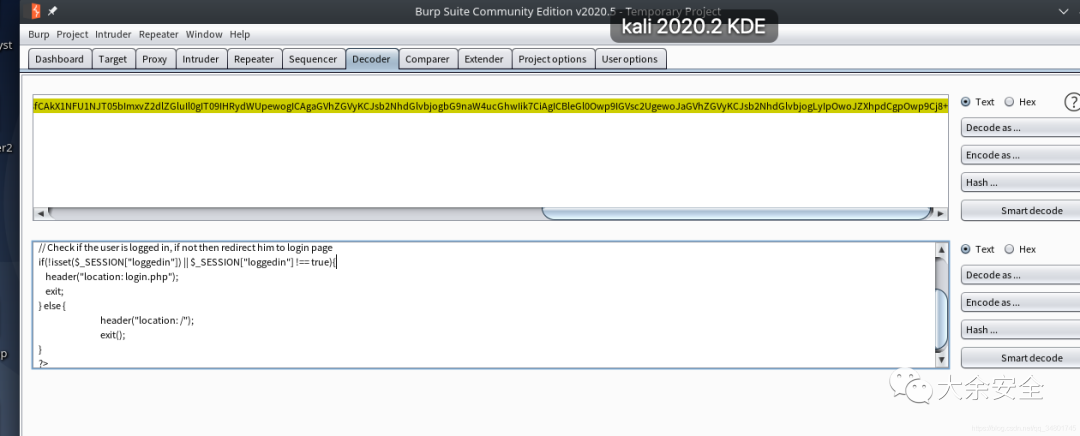 Burp Suite Community Edition v2020.5 - Temporary Project
kali 2020.2 KDE
yst
Burp Project Intruder Repeater Window Help
Dashboard Target Proxy Intruder Repeater Sequencer Decoder Comparer Extender Project options User options
fCAkX1NFU1NJT05bImxvZ2dlZGluIl0gIT09IHRydWUpewogICAgaGVhZGVyKCJsb2NhdGlvbjogbG9naW4ucGhwIik7CiAgICBleGl0Owp9IGVsc2UgewoJaGVhZGVyKCJsb2NhdGlvbjogLyIpOwoJZXhpdCgpOwp9Cj8+
Text Hex
?
Decode as ...
er2
Encode as ...
Hash ...
Smart decode
// Check if the user is logged in, if not then redirect him to login page
if(!isset($_SESSION["loggedin"]) || $_SESSION["loggedin"] !== true){
header("location: login.php");
exit;
} else {
header("location: /");
exit();
}
?>
Text Hex
Decode as ...
Encode as ...
Hash ...
Smart decode
p
大余安全